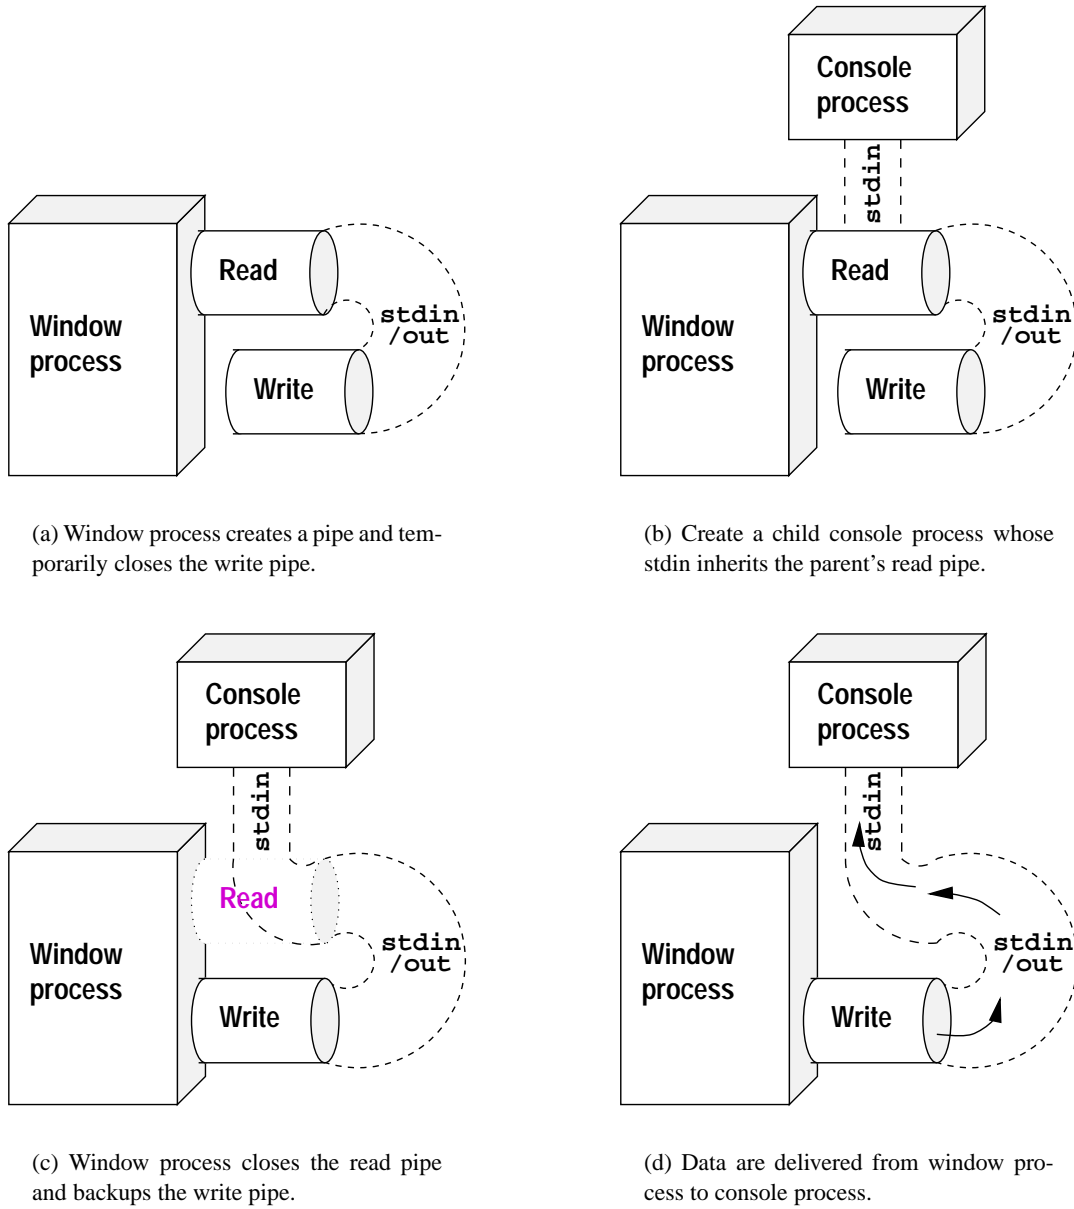 Console
process
stdin
Read
stdin
/out
Window
process
Write
Read
stdin
/out
Window
process
Write
(a) Window process creates a pipe and tem-
porarily closes the write pipe.
(b) Create a child console process whose
stdin inherits the parent's read pipe.
Console
process
stdin
Read
stdin
/out
Window
process
Write
Console
process
stdin
stdin
/out
Window
process
Write
(c) Window process closes the read pipe
and backups the write pipe.
(d) Data are delivered from window pro-
cess to console process.